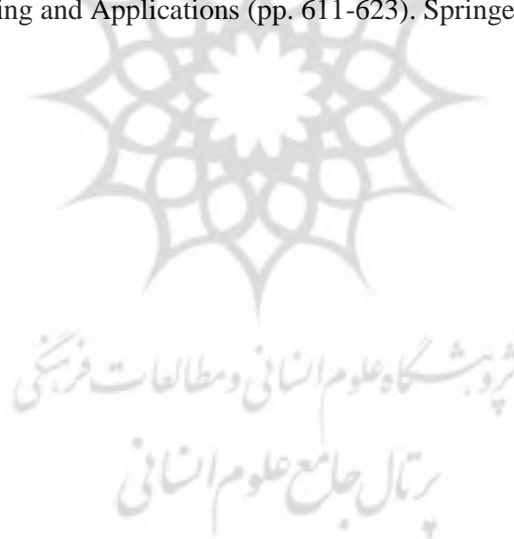 ing and Applications (pp. 611-623). Springe
پژوهشگاه علوم انسانی و مطالعات فرهنگی
پرتال جامع علوم انسانی